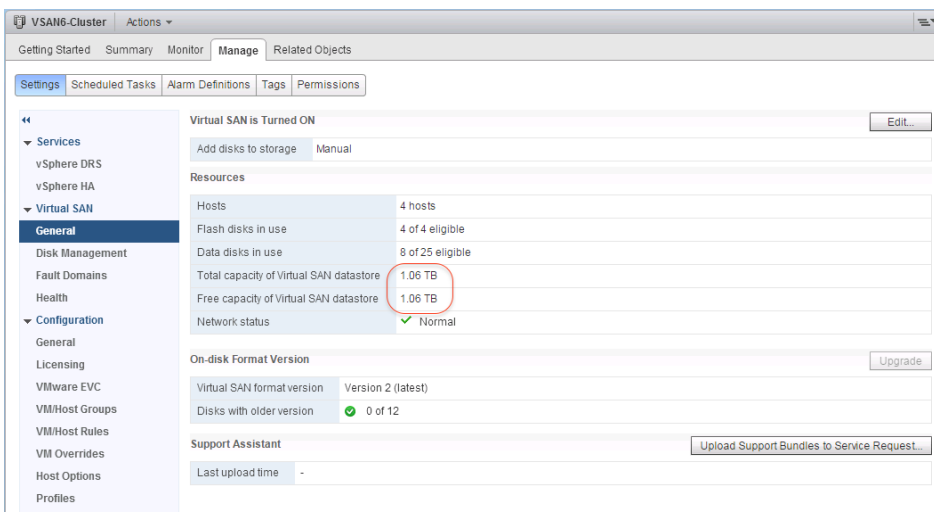 VSAN6-Cluster Actions
Getting Started Summary Monitor Manage Related Objects
Settings Scheduled Tasks Alarm Definitions Tags Permissions
Services
vSphere DRS
vSphere HA
Virtual SAN
General
Disk Management
Fault Domains
Health
Configuration
General
Licensing
VMware EVC
VM/Host Groups
VM/Host Rules
VM Overrides
Host Options
Profiles
Virtual SAN is Turned ON Edit...
Add disks to storage Manual
Resources
Hosts 4 hosts
Flash disks in use 4 of 4 eligible
Data disks in use 8 of 25 eligible
Total capacity of Virtual SAN datastore 1.06 TB
Free capacity of Virtual SAN datastore 1.06 TB
Network status Normal
On-disk Format Version Upgrade
Virtual SAN format version Version 2 (latest)
Disks with older version 0 of 12
Support Assistant Upload Support Bundles to Service Request...
Last upload time -